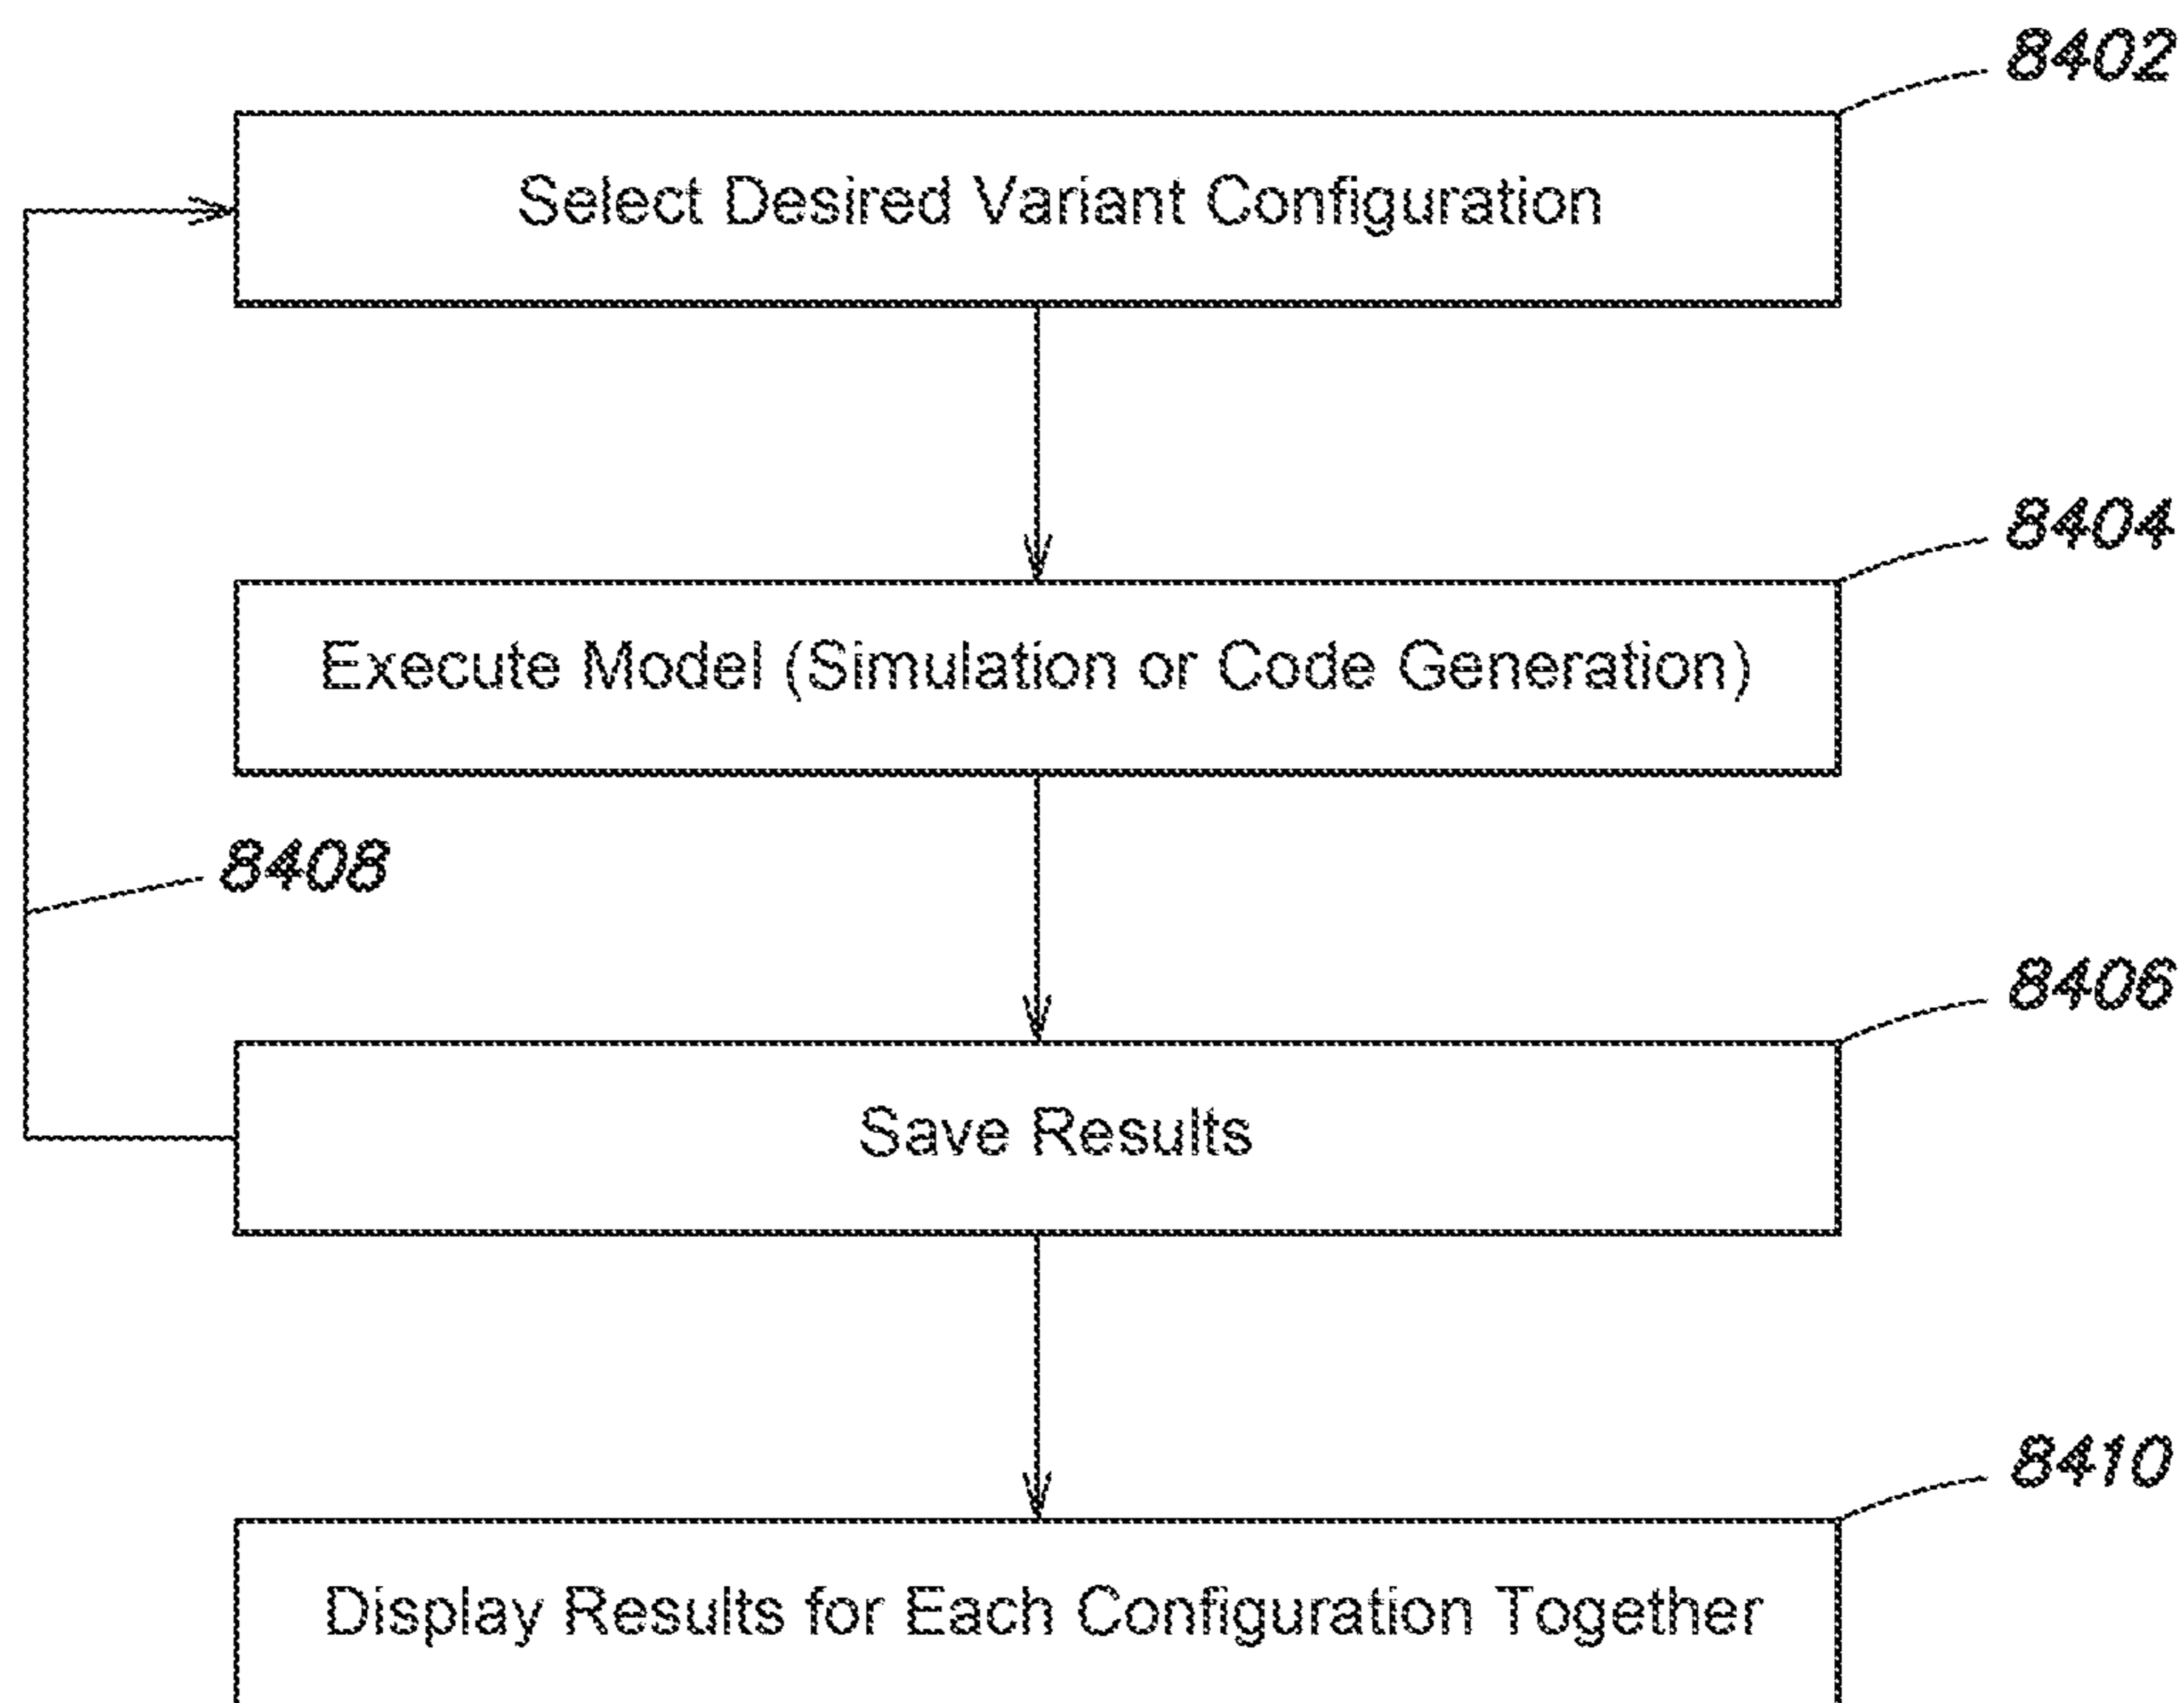 8402
Select Desired Variant Configuration
8404
Execute Model (Simulation or Code Generation)
8408
8406
Save Results
8410
Display Results for Each Configuration Together